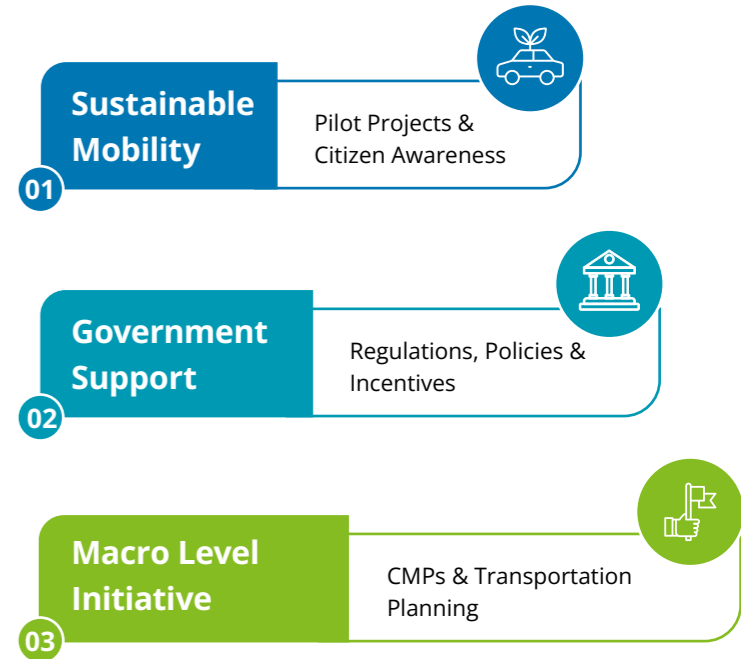 Sustainable
Mobility
Pilot Projects &
Citizen Awareness
01
Government
Support
Regulations, Policies &
Incentives
02
Macro Level
Initiative
CMPs & Transportation
Planning
03